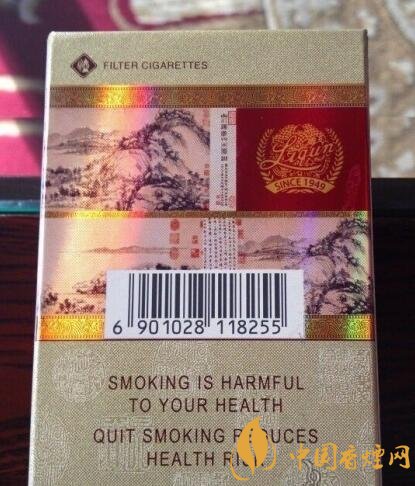 FILTER CIGARETTES
Liqun
SINCE 1949
6 901028 118255
SMOKING IS HARMFUL
TO YOUR HEALTH
QUIT SMOKING REDUCES
HEALTH RISK
中国香烟网